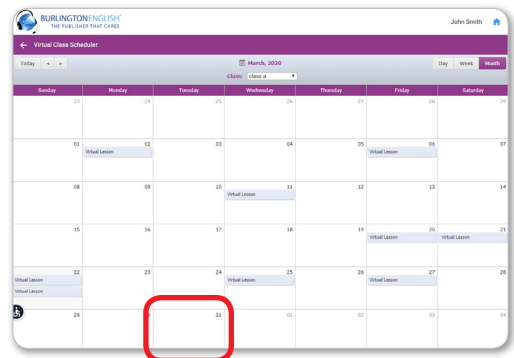 BURLINGTONENGLISH
THE PUBLISHER THAT CARES
John Smith
Virtual Class Scheduler
Today
March, 2020
Day Week Month
Class: class a
Sunday Monday Tuesday Wednesday Thursday Friday Saturday
23 24 25 26 27 28 29
01 02 03 04 05 06 07
Virtual Lesson Virtual Lesson
08 09 10 11 12 13 14
Virtual Lesson
15 16 17 18 19 20 21
Virtual Lesson Virtual Lesson
22 23 24 25 26 27 28
Virtual Lesson Virtual Lesson Virtual Lesson
Virtual Lesson
29 31 01 02 03 04